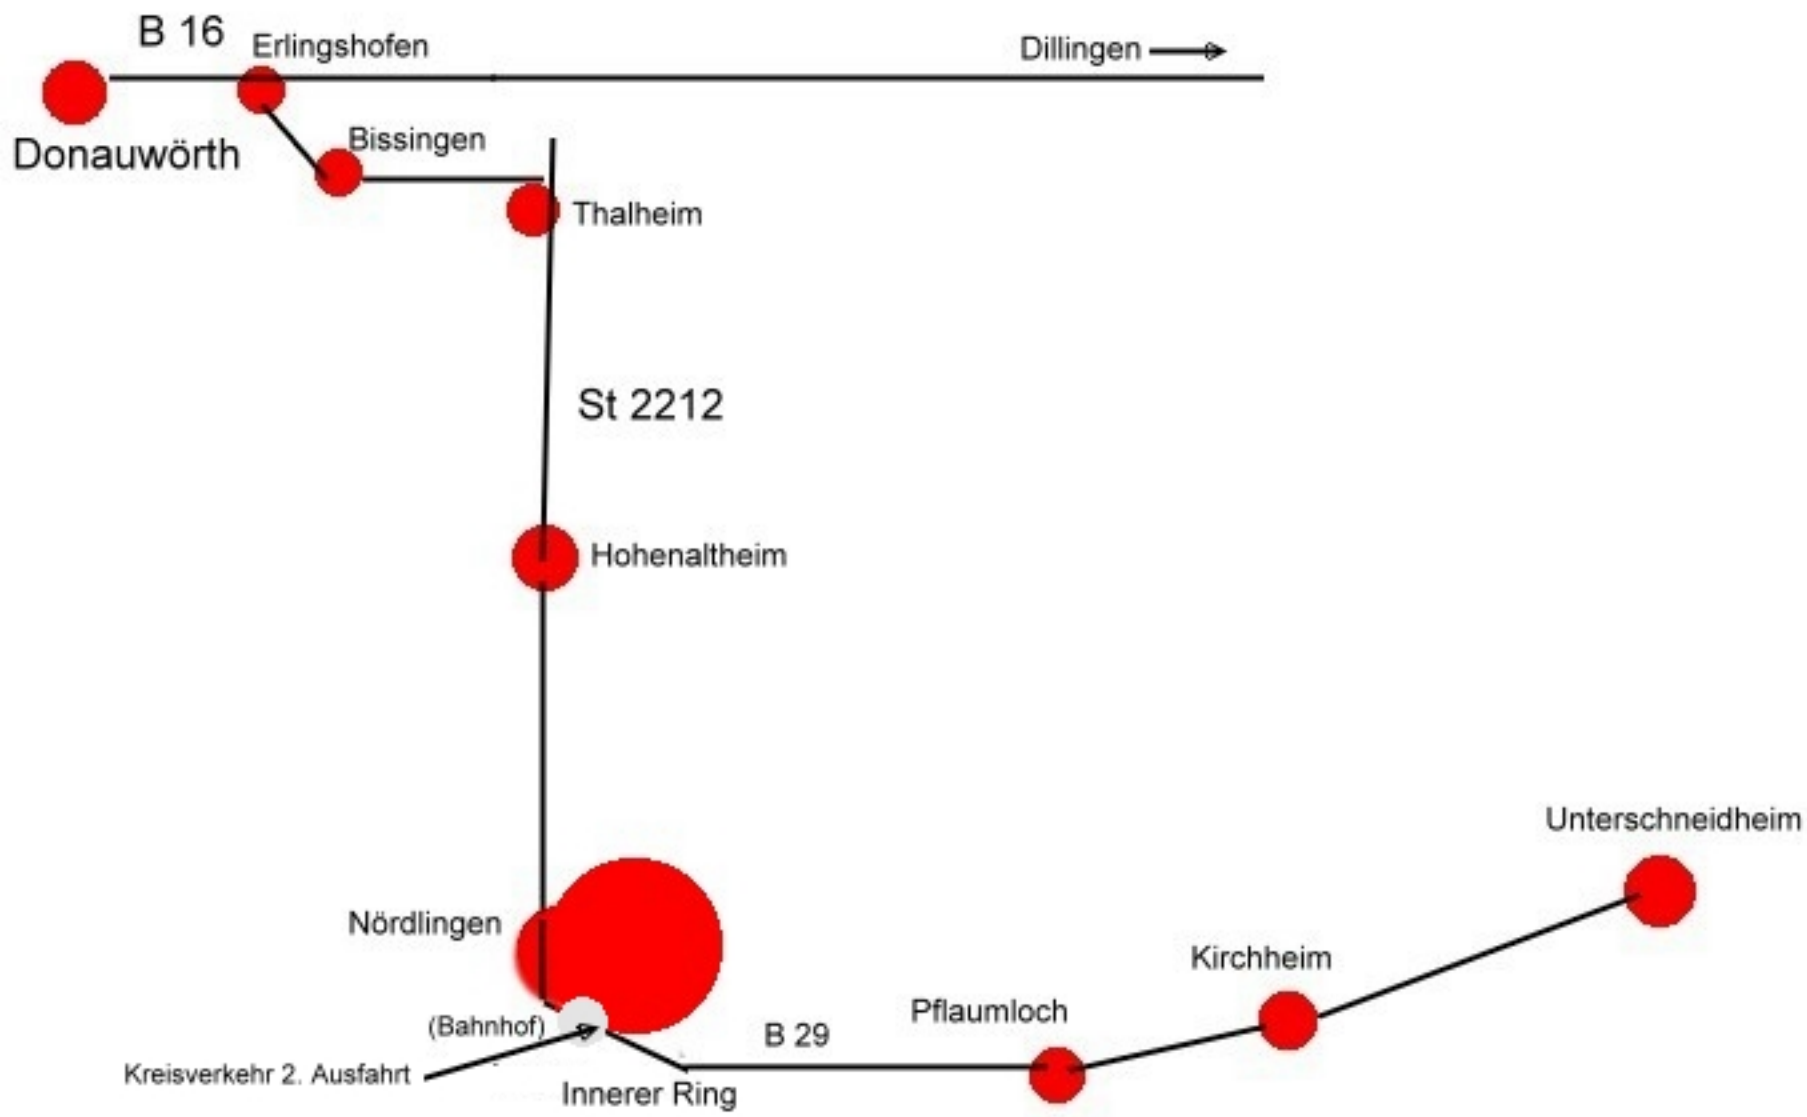 B 16
Erlingshofen
Dillingen
Donauwörth
Bissingen
Thalheim
St 2212
Hohenaltheim
Unterschneidheim
Nördlingen
Kirchheim
Pflaumloch
(Bahnhof)
B 29
Kreisverkehr 2. Ausfahrt
Innerer Ring